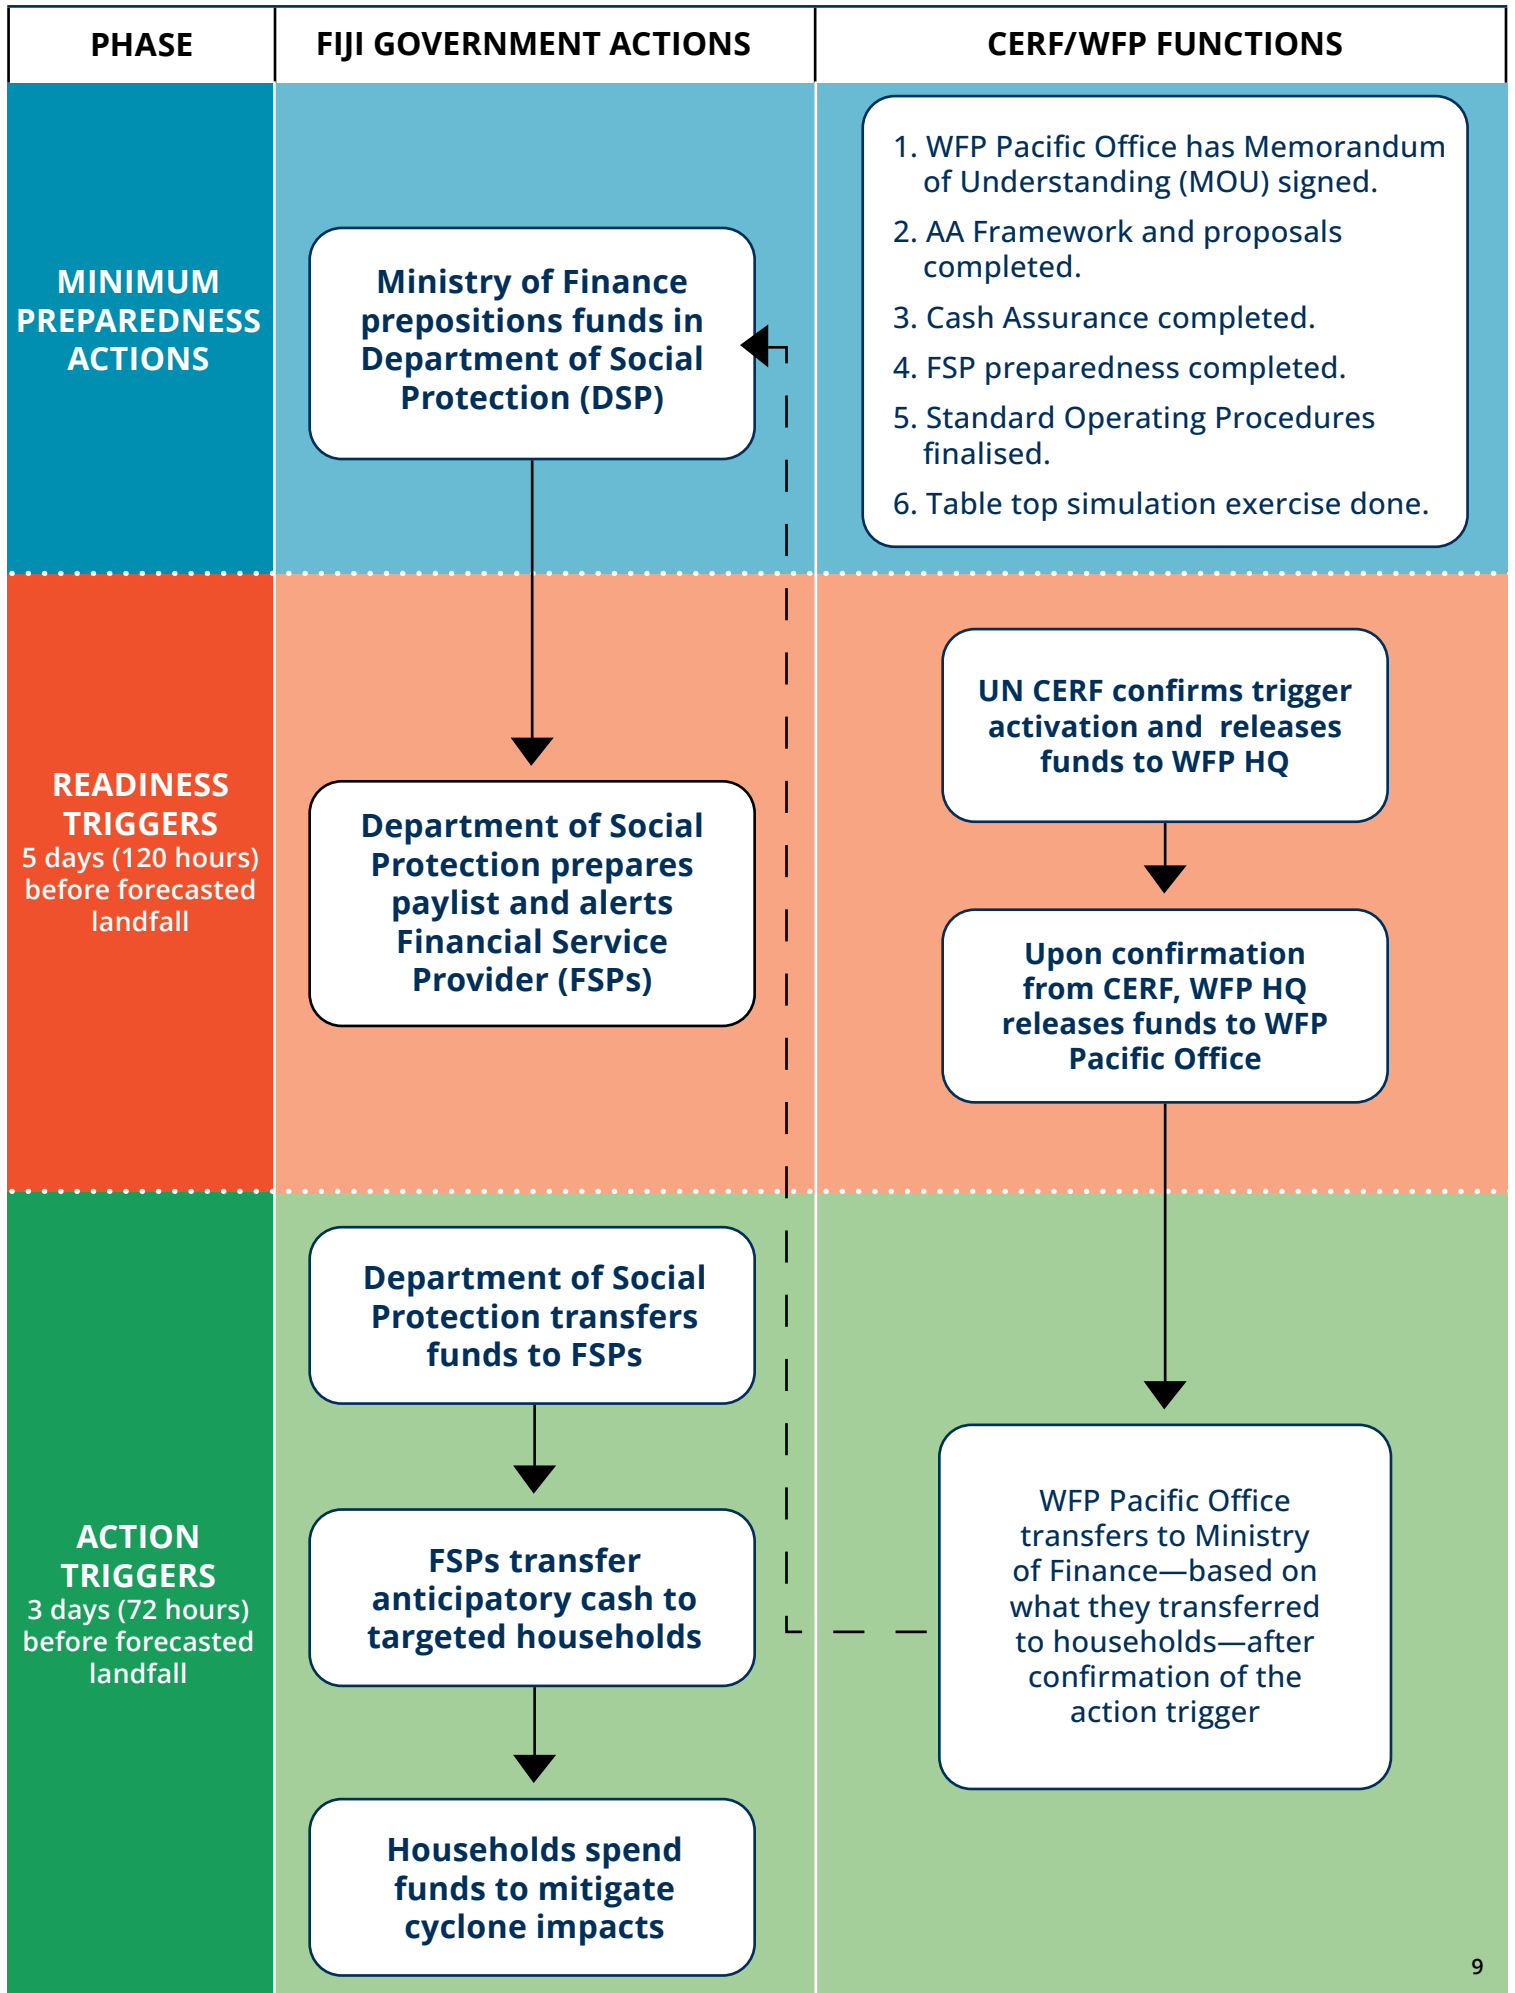 PHASE
FIJI GOVERNMENT ACTIONS
CERF/WFP FUNCTIONS
MINIMUM
PREPAREDNESS
ACTIONS
Ministry of Finance
prepositions funds in
Department of Social
Protection (DSP)
1. WFP Pacific Office has Memorandum
of Understanding (MOU) signed.
2. AA Framework and proposals
completed.
3. Cash Assurance completed.
4. FSP preparedness completed.
5. Standard Operating Procedures
finalised.
6. Table top simulation exercise done.
READINESS
TRIGGERS
5 days (120 hours)
before forecasted
landfall
Department of Social
Protection prepares
paylist and alerts
Financial Service
Provider (FSPs)
UN CERF confirms trigger
activation and  releases
funds to WFP HQ
Upon confirmation
from CERF, WFP HQ
releases funds to WFP
Pacific Office
ACTION
TRIGGERS
3 days (72 hours)
before forecasted
landfall
Department of Social
Protection transfers
funds to FSPs
FSPs transfer
anticipatory cash to
targeted households
Households spend
funds to mitigate
cyclone impacts
WFP Pacific Office
transfers to Ministry
of Finance—based on
what they transferred
to households—after
confirmation of the
action trigger
9